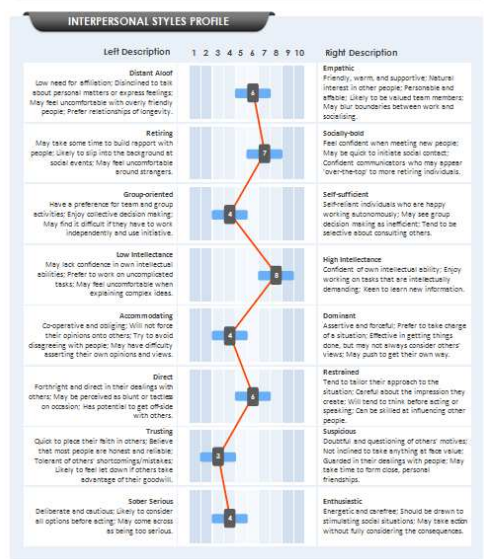 INTERPERSONAL STYLES PROFILE
Left Description 1 2 3 4 5 6 7 8 9 10 Right Description
Distant Aloof
Low need for affiliation; Disinclined to talk
about personal matters or express feelings;
May feel uncomfortable with overly friendly
people; Prefer relationships of longevity.
6
Empathic
Friendly, warm, and supportive; Natural
interest in other people; Personable and
affable; Likely to be valued team members;
May blur boundaries between work and
socialising.
Retiring
May take some time to build rapport with
people; Likely to slip into the background at
social events; May feel uncomfortable
around strangers.
7
Socially-bold
Feel confident when meeting new people;
May be quick to initiate social contact;
Confident communicators who may appear
'over-the-top' to more retiring individuals.
Group-oriented
Have a preference for team and group
activities; Enjoy collective decision making;
May find it difficult if they have to work
independently and use initiative.
4
Self-sufficient
Self-reliant individuals who are happy
working autonomously; May see group
decision making as inefficient; Tend to be
selective about consulting others.
Low Intellectance
May lack confidence in own intellectual
abilities; Prefer to work on uncomplicated
tasks; May feel uncomfortable when
explaining complex ideas.
8
High Intellectance
Confident of own intellectual ability; Enjoy
working on tasks that are intellectually
demanding; Keen to learn new information.
Accommodating
Co-operative and obliging; Will not force
their opinions onto others; Try to avoid
disagreeing with people; May have difficulty
asserting their own opinions and views.
4
Dominant
Assertive and forceful; Prefer to take charge
of a situation; Effective in getting things
done, but may not always consider others'
views; May push to get their own way.
Direct
Forthright and direct in their dealings with
others; May be perceived as blunt or tactless
on occasion; Has potential to get off-side
with others.
6
Restrained
Tend to tailor their approach to the
situation; Careful about the impression they
create; Will tend to think before acting or
speaking; Can be skilled at influencing other
people.
Trusting
Quick to place their faith in others; Believe
that most people are honest and reliable;
Tolerant of others' shortcomings/mistakes;
Likely to feel let down if others take
advantage of their goodwill.
3
Suspicious
Doubtful and questioning of others' motives;
Not inclined to take anything at face value;
Guarded in their dealings with people; May
take time to form close, personal
friendships.
Sober Serious
Deliberate and cautious; Likely to consider
all options before acting; May come across
as being too serious.
4
Enthusiastic
Energetic and carefree; Should be drawn to
stimulating social situations; May take action
without fully considering the consequences.